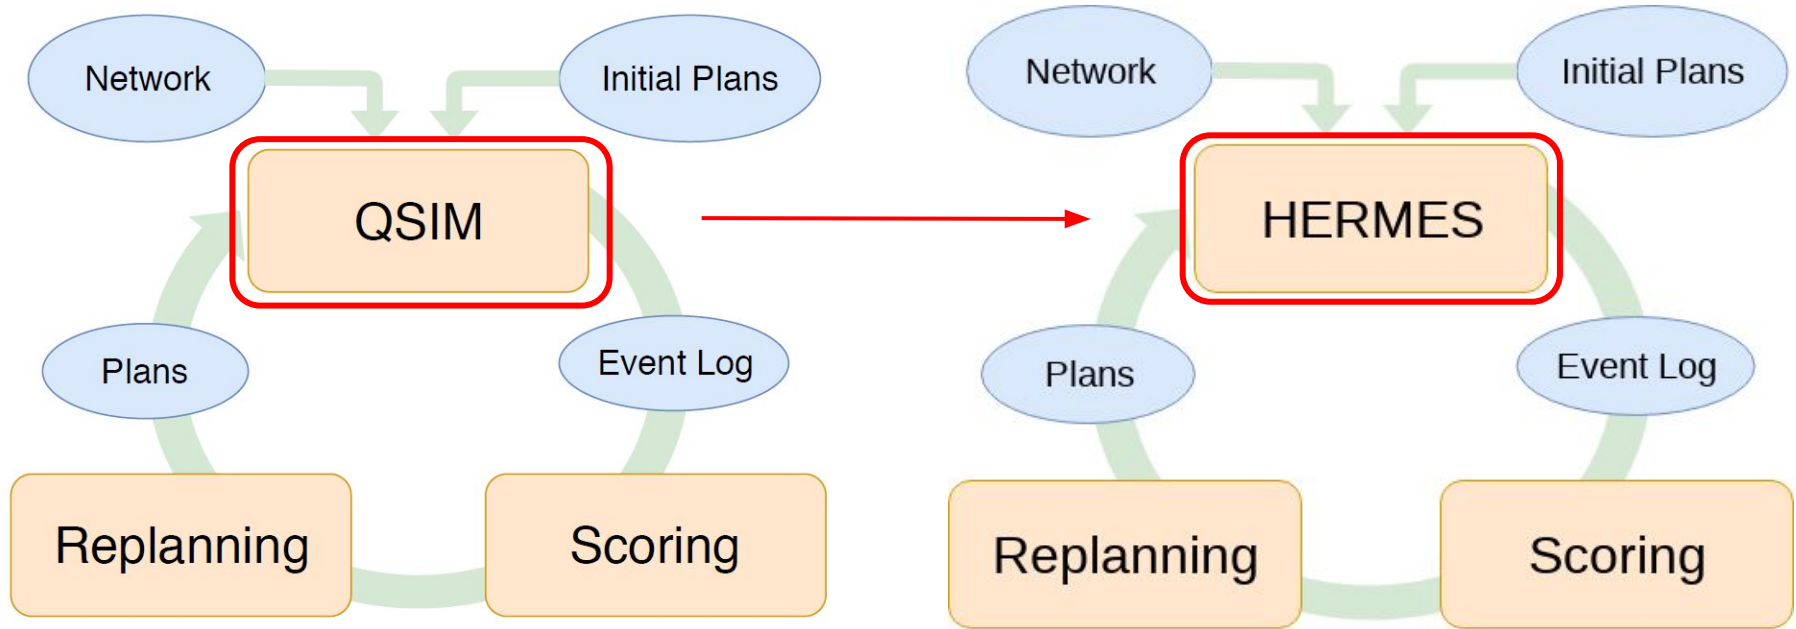 Network
Initial Plans
QSIM
Plans
Event Log
Replanning
Scoring
Network
Initial Plans
HERMES
Plans
Event Log
Replanning
Scoring